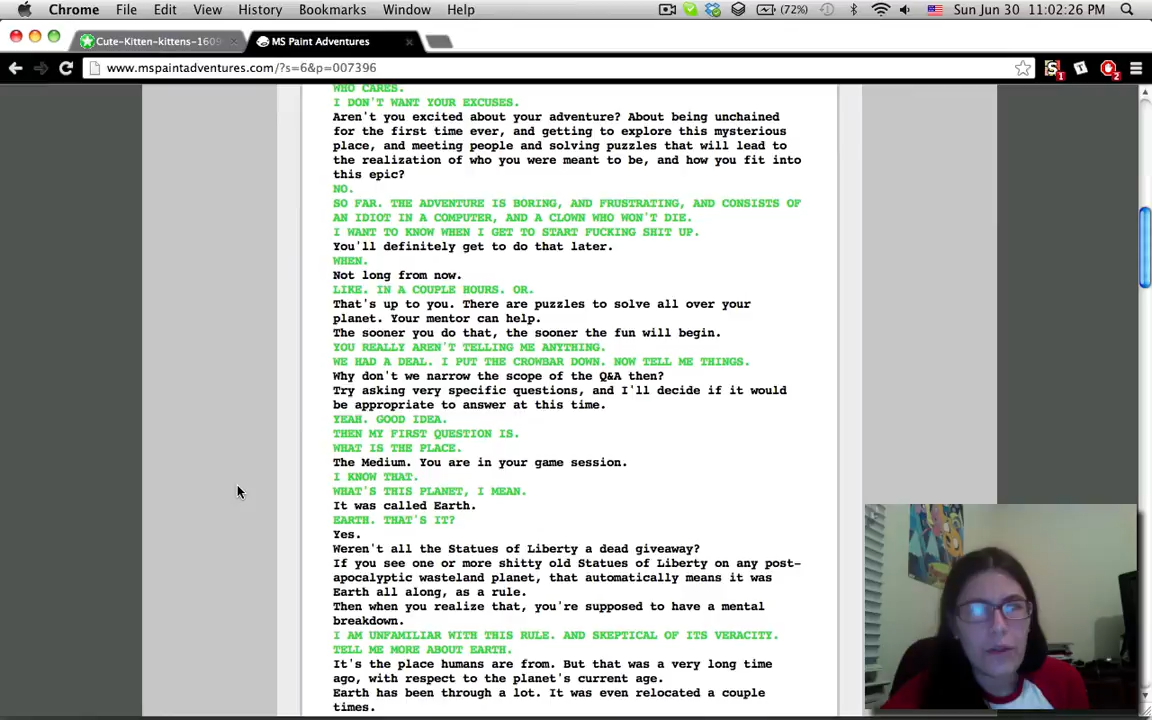 Chrome File Edit View History Bookmarks Window Help (72%) Sun Jun 30 11:02:26 PM
Cute-Kitten-kittens-1609 MS Paint Adventures
www.mspaintadventures.com/?s=6&p=007396
WHO CARES.
I DON'T WANT YOUR EXCUSES.
Aren't you excited about your adventure? About being unchained
for the first time ever, and getting to explore this mysterious
place, and meeting people and solving puzzles that will lead to
the realization of who you were meant to be, and how you fit into
this epic?
NO.
SO FAR. THE ADVENTURE IS BORING, AND FRUSTRATING, AND CONSISTS OF
AN IDIOT IN A COMPUTER, AND A CLOWN WHO WON'T DIE.
I WANT TO KNOW WHEN I GET TO START FUCKING SHIT UP.
You'll definitely get to do that later.
WHEN.
Not long from now.
LIKE. IN A COUPLE HOURS. OR.
That's up to you. There are puzzles to solve all over your
planet. Your mentor can help.
The sooner you do that, the sooner the fun will begin.
YOU REALLY AREN'T TELLING ME ANYTHING.
WE HAD A DEAL. I PUT THE CROWBAR DOWN. NOW TELL ME THINGS.
Why don't we narrow the scope of the Q&A then?
Try asking very specific questions, and I'll decide if it would
be appropriate to answer at this time.
YEAH. GOOD IDEA.
THEN MY FIRST QUESTION IS.
WHAT IS THE PLACE.
The Medium. You are in your game session.
I KNOW THAT.
WHAT'S THIS PLANET, I MEAN.
It was called Earth.
EARTH. THAT'S IT?
Yes.
Weren't all the Statues of Liberty a dead giveaway?
If you see one or more shitty old Statues of Liberty on any post-
apocalyptic wasteland planet, that automatically means it was
Earth all along, as a rule.
Then when you realize that, you're supposed to have a mental
breakdown.
I AM UNFAMILIAR WITH THIS RULE. AND SKEPTICAL OF ITS VERACITY.
TELL ME MORE ABOUT EARTH.
It's the place humans are from. But that was a very long time
ago, with respect to the planet's current age.
Earth has been through a lot. It was even relocated a couple
times.